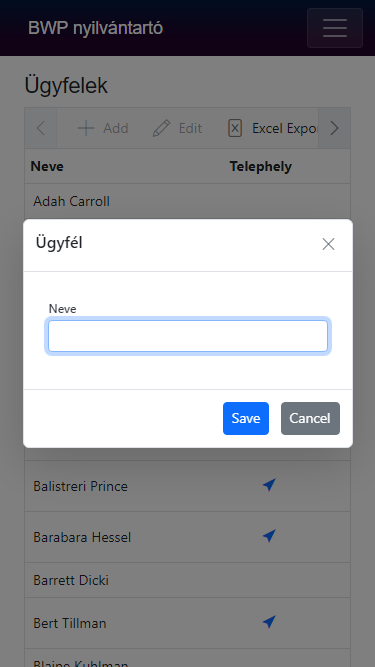 BWP nyilvántartó
Ügyfelek
Add Edit Excel Expor
Neve Telephely
Adah Carroll
Ügyfél
Neve
Save Cancel
Balistreri Prince
Barabara Hessel
Barrett Dicki
Bert Tillman
Blaine Kuhlman